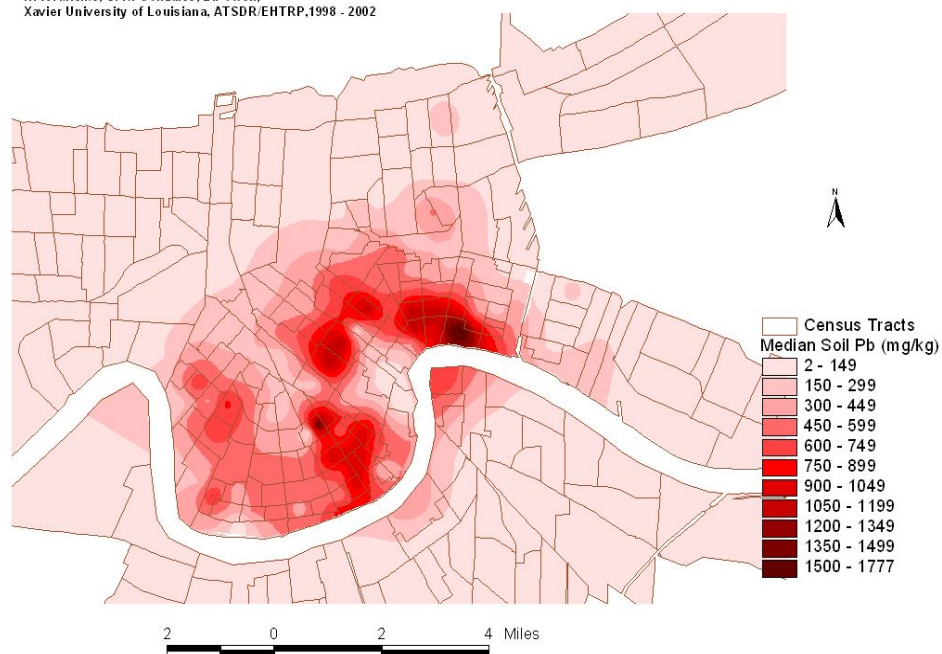 Xavier University of Louisiana, ATSDR/EHTRP,1998 - 2002
N
Census Tracts
Median Soil Pb (mg/kg)
2 - 149
150 - 299
300 - 449
450 - 599
600 - 749
750 - 899
900 - 1049
1050 - 1199
1200 - 1349
1350 - 1499
1500 - 1777
2 0 2 4 Miles